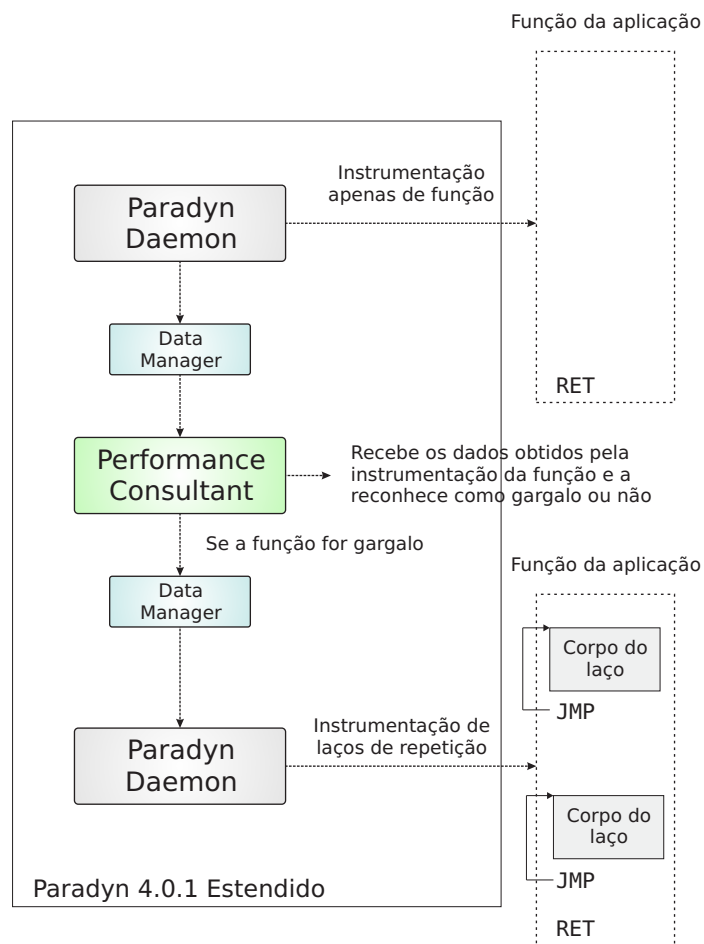 Função da aplicação
Instrumentação
apenas de função
Paradyn
Daemon
Data
Manager
RET
Performance
Consultant
Recebe os dados obtidos pela
instrumentação da função e a
reconhece como gargalo ou não
Se a função for gargalo
Função da aplicação
Data
Manager
Corpo do
laço
JMP
Instrumentação de
laços de repetição
Paradyn
Daemon
Corpo do
laço
JMP
Paradyn 4.0.1 Estendido
RET